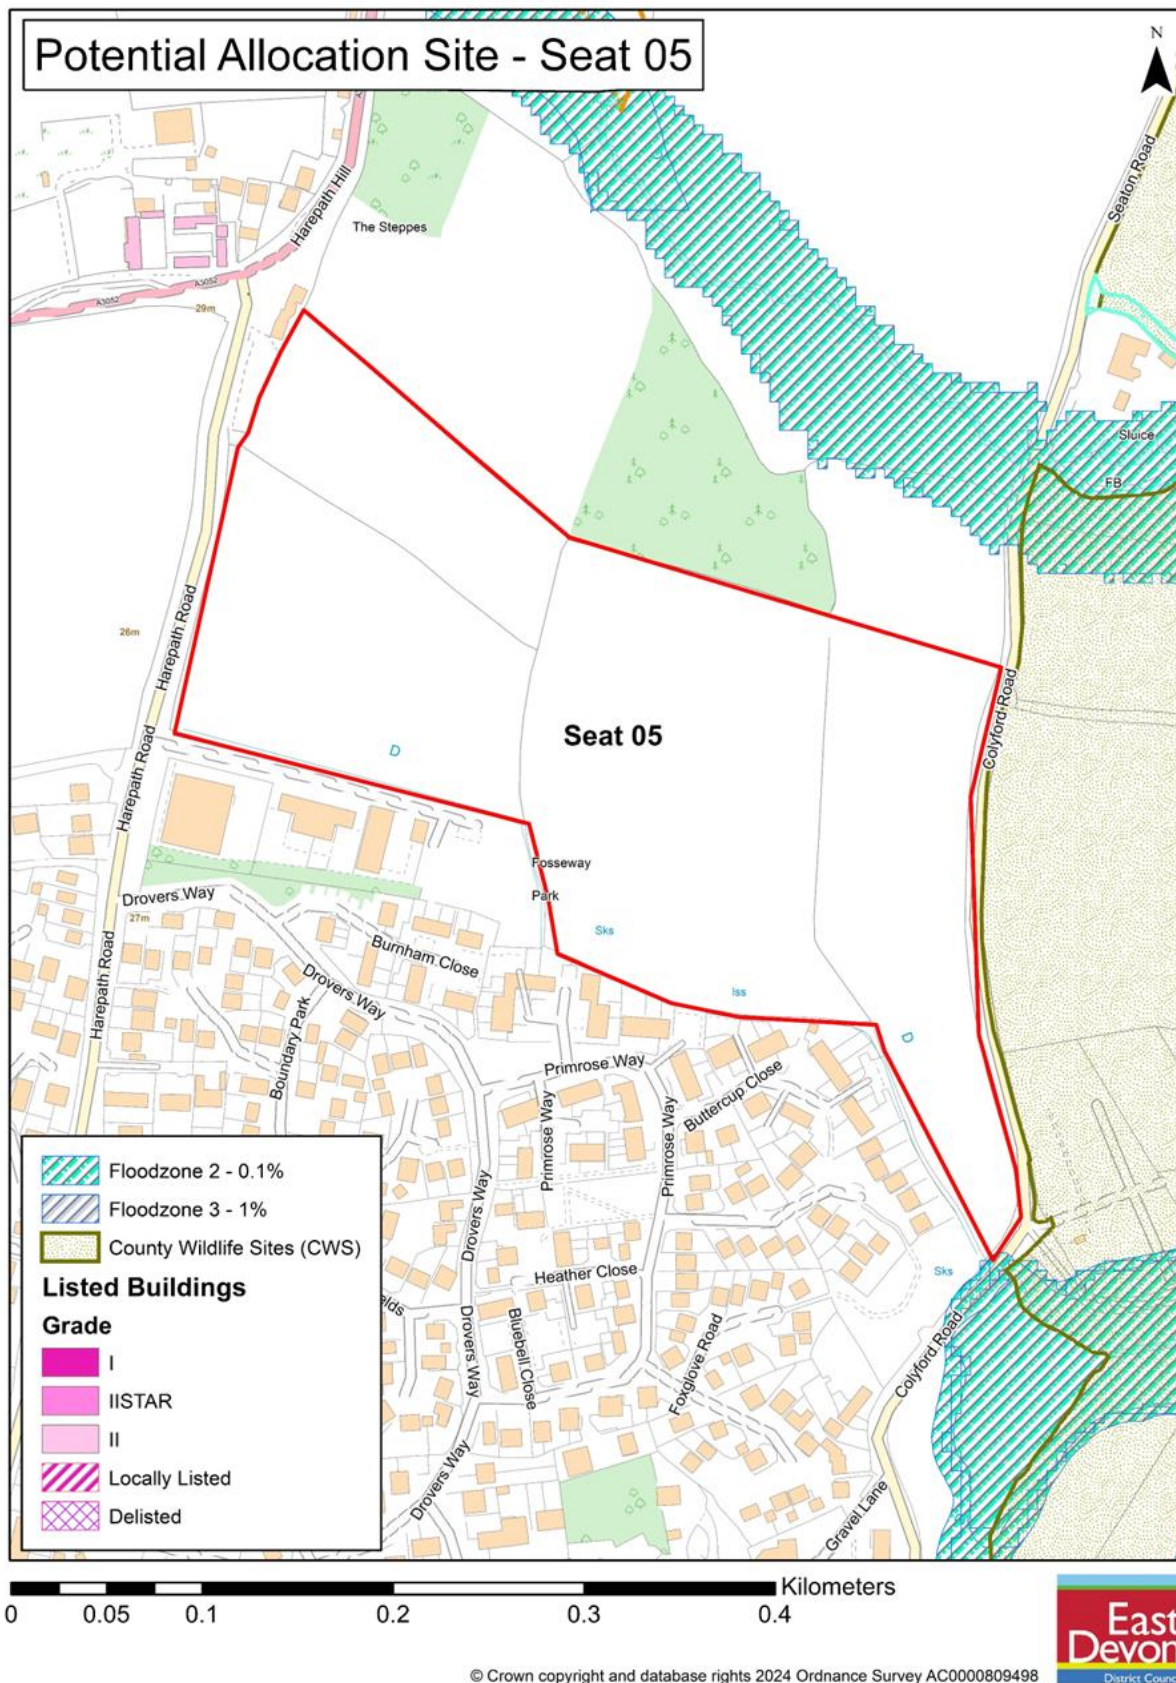 Potential Allocation Site - Seat 05
N
Seaton Road
Harepath Hill
The Steppes
A3052
A3052
29m
Sluice
FB
Harepath Road
26m
Colyford Road
Seat 05
D
Harepath Road
Fosseway
Park
Drovers Way
27m
Sks
Burnham Close
Harepath Road
Drovers Way
Iss
Boundary Park
D
Primrose Way
Buttercup Close
Primrose Way
Primrose Way
Drovers Way
Heather Close
Sks
elds
Bluebell Close
Drovers Way
Foxglove Road
Colyford Road
Drovers Way
Gravel Lane
Floodzone 2 - 0.1%
Floodzone 3 - 1%
County Wildlife Sites (CWS)
Listed Buildings
Grade
I
IISTAR
II
Locally Listed
Delisted
Kilometers
0 0.05 0.1 0.2 0.3 0.4
East
Devon
District Counc
© Crown copyright and database rights 2024 Ordnance Survey AC0000809498